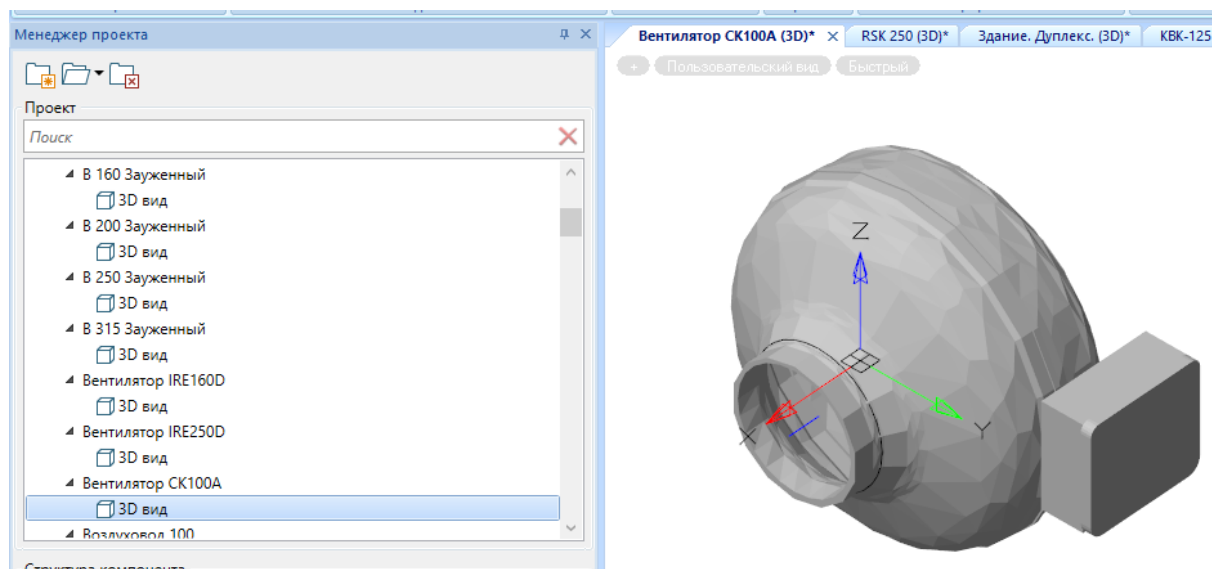 Менеджер проекта
Вентилятор СК100А (3D)*
RSK 250 (3D)*
Здание. Дуплекс. (3D)*
КВК-125
+
Пользовательский вид
Быстрый
Проект
Поиск
В 160 Зауженный
3D вид
В 200 Зауженный
3D вид
В 250 Зауженный
3D вид
В 315 Зауженный
3D вид
Вентилятор IRE160D
3D вид
Вентилятор IRE250D
3D вид
Вентилятор СК100А
3D вид
Воздуховод 100
Структура компонента
Z
X
Y